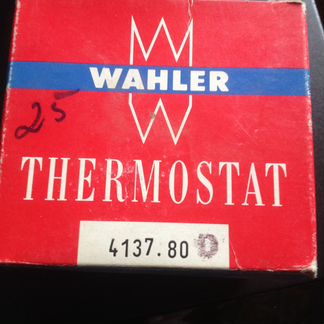 WAHLER
25
THERMOSTAT
4137.80 D